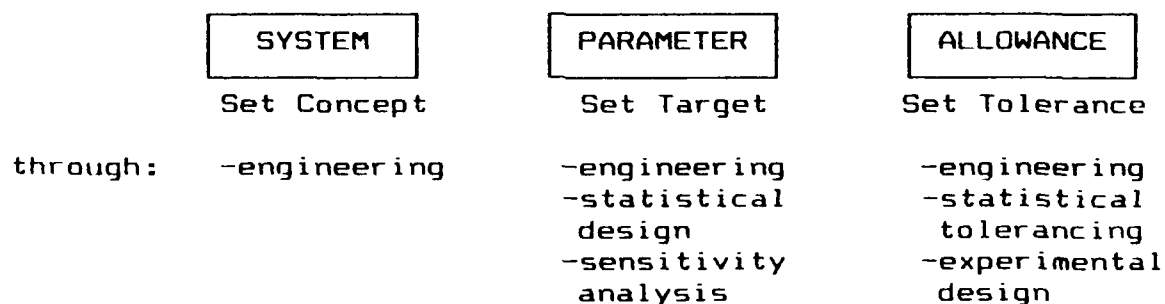 SYSTEM PARAMETER ALLOWANCE
Set Concept Set Target Set Tolerance
through: -engineering -engineering -engineering
-statistical -statistical
design tolerancing
-sensitivity -experimental
analysis design